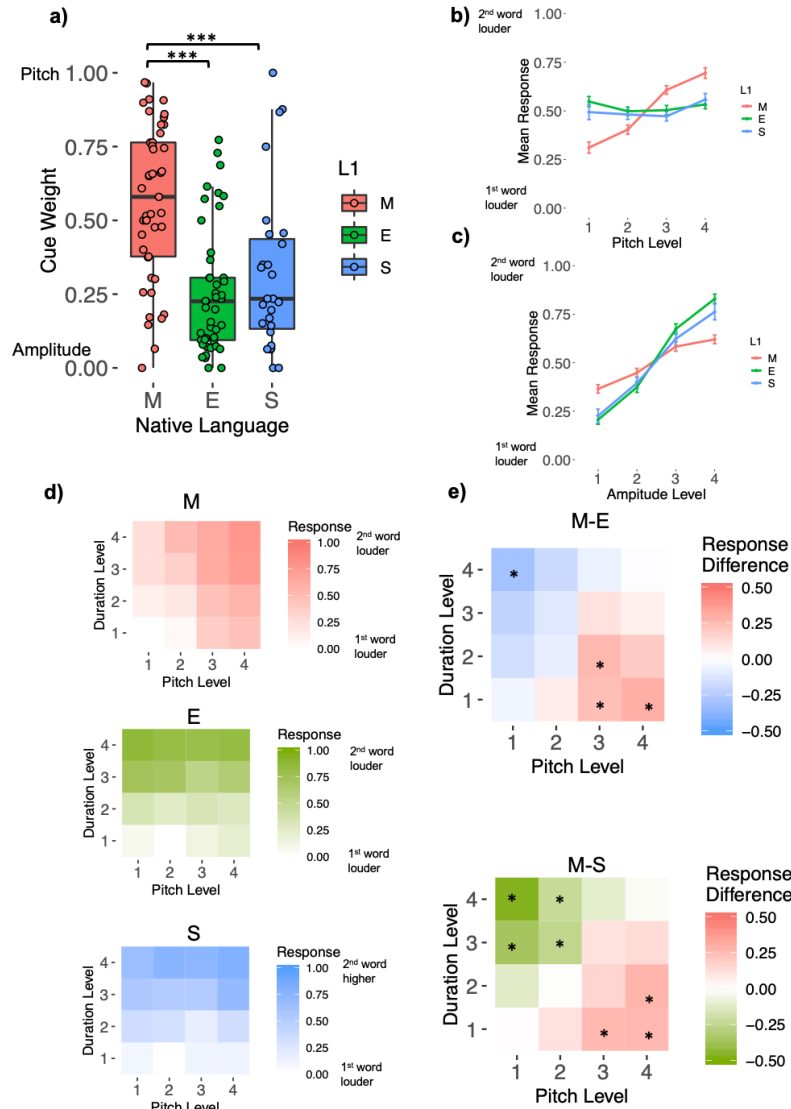 a)
***
***
Pitch 1.00
0.75
0.50
0.25
Amplitude 0.00
Cue Weight
M E S
Native Language
L1
M
E
S
b)
2nd word
louder
1.00
0.75
0.50
0.25
0.00
1st word
louder
Mean Response
1 2 3 4
Pitch Level
L1
M
E
S
c)
2nd word
louder
1.00
0.75
0.50
0.25
0.00
1st word
louder
Mean Response
1 2 3 4
Ampitude Level
L1
M
E
S
d)
M
4
3
2
1
Duration Level
1 2 3 4
Pitch Level
Response
1.00
0.75
0.50
0.25
0.00
2nd word
louder
1st word
louder
E
4
3
2
1
Duration Level
1 2 3 4
Pitch Level
Response
1.00
0.75
0.50
0.25
0.00
2nd word
louder
1st word
louder
S
4
3
2
1
Duration Level
1 2 3 4
Pitch Level
Response
1.00
0.75
0.50
0.25
0.00
2nd word
higher
1st word
louder
e)
M-E
4
3
2
1
Duration Level
*
*
* *
1 2 3 4
Pitch Level
Response
Difference
0.50
0.25
0.00
−0.25
−0.50
M-S
4
3
2
1
Duration Level
* *
* *
*
* *
1 2 3 4
Pitch Level
Response
Difference
0.50
0.25
0.00
−0.25
−0.50